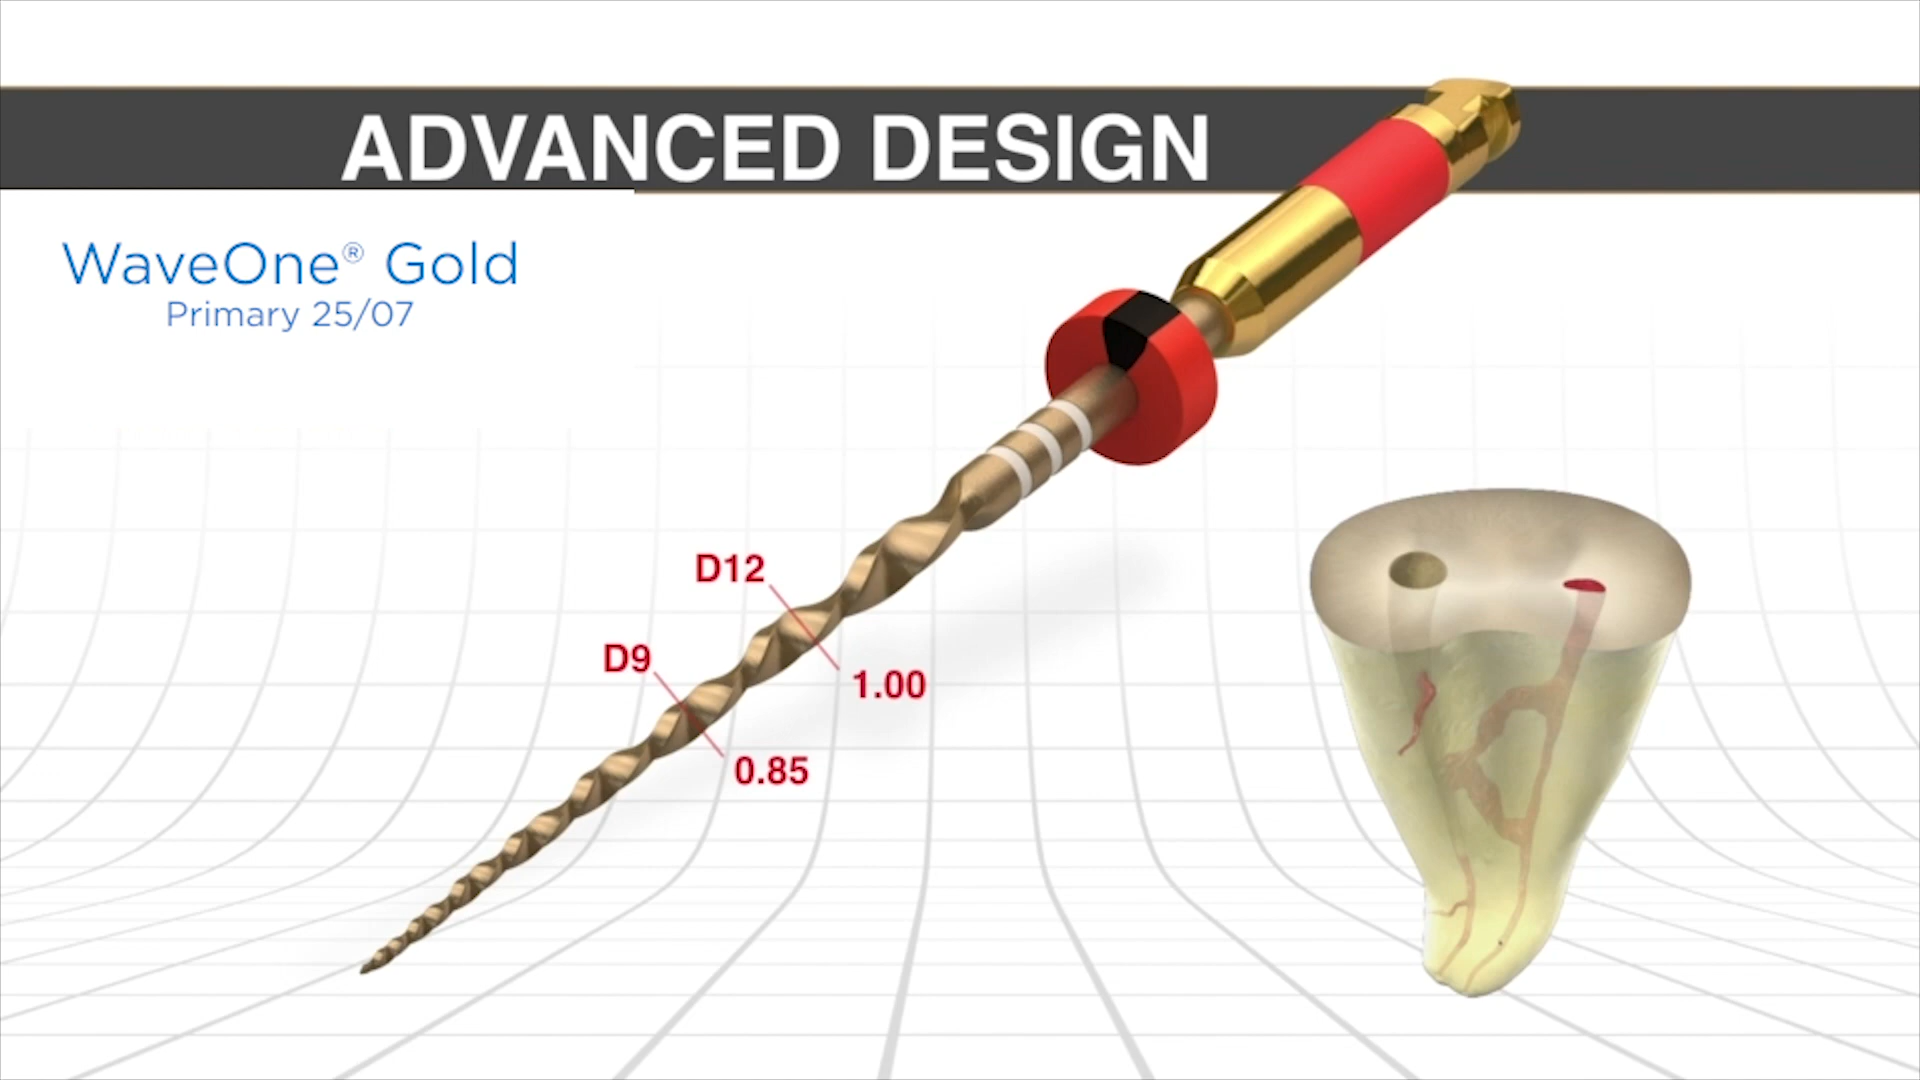 ADVANCED DESIGN
WaveOne® Gold
Primary 25/07
D12
1.00
D9
0.85